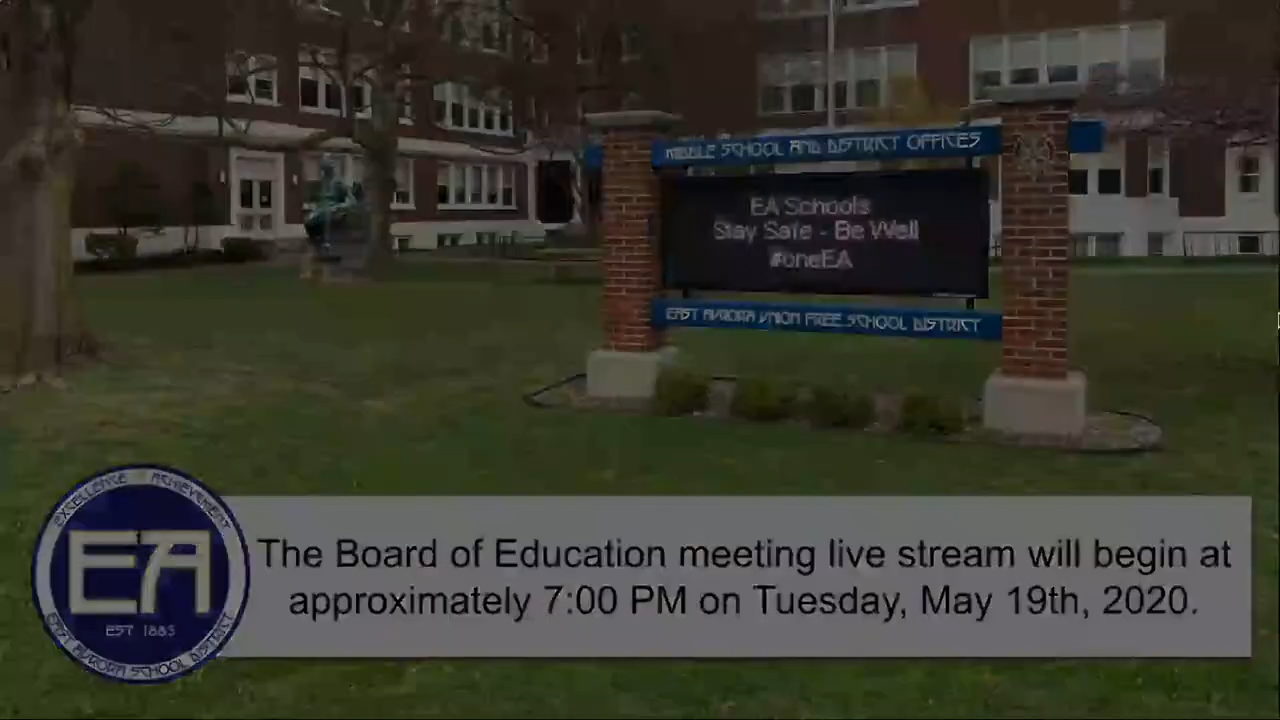 MIDDLE SCHOOL AND DISTRICT OFFICES
EA Schools
Stay Safe - Be Well
#oneEA
EAST AURORA UNION FREE SCHOOL DISTRICT
EXCELLENCE ACHIEVEMENT
EA
EST 1885
EAST AURORA SCHOOL DISTRICT
The Board of Education meeting live stream will begin at
approximately 7:00 PM on Tuesday, May 19th, 2020.